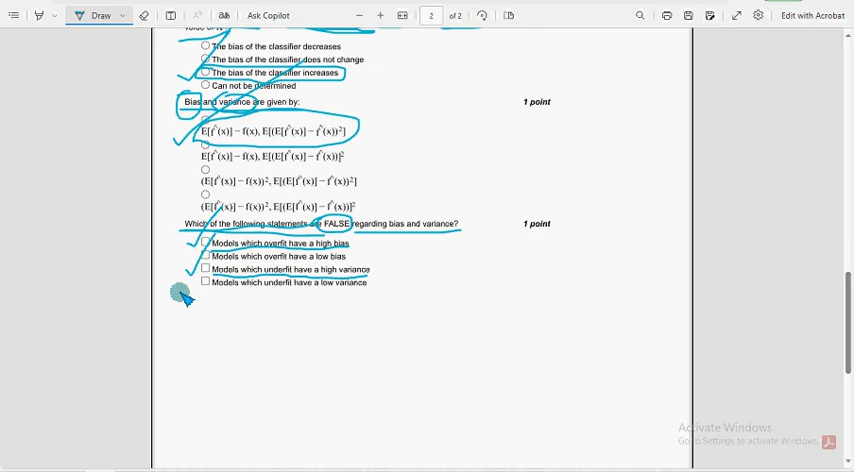 Draw
Ask Copilot
2 of 2
Edit with Acrobat
The bias of the classifier decreases
The bias of the classifier does not change
The bias of the classifier increases
Can not be determined
Bias and variance are given by: 1 point
E[f^(x)] − f(x), E[(E[f^(x)] − f^(x))²]
E[f^(x)] − f(x), E[(E[f^(x)] − f^(x))]²
(E[f^(x)] − f(x))², E[(E[f^(x)] − f^(x))²]
(E[f^(x)] − f(x))², E[(E[f^(x)] − f^(x))]²
Which of the following statements are FALSE regarding bias and variance? 1 point
Models which overfit have a high bias
Models which overfit have a low bias
Models which underfit have a high variance
Models which underfit have a low variance
Activate Windows
Go to Settings to activate Windows.